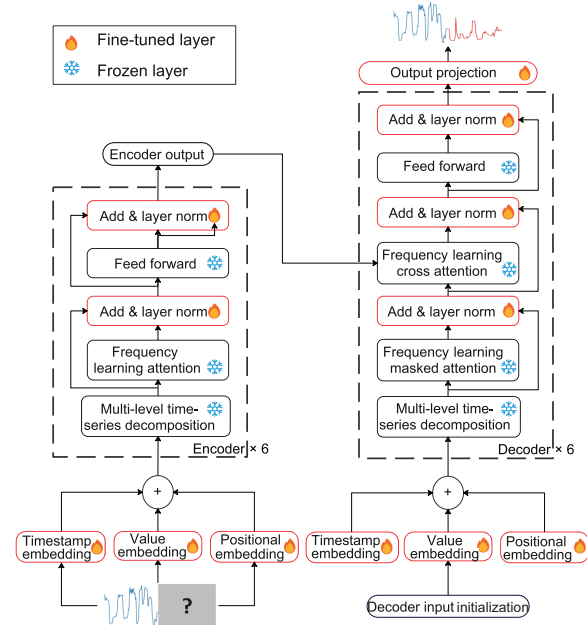 Fine-tuned layer
Frozen layer
Encoder output
Add & layer norm
Feed forward
Add & layer norm
Frequency
learning attention
Multi-level time-
series decomposition
Encoder × 6
+
Timestamp
embedding
Value
embedding
Positional
embedding
?
Output projection
Add & layer norm
Feed forward
Add & layer norm
Frequency learning
cross attention
Add & layer norm
Frequency learning
masked attention
Multi-level time-
series decomposition
Decoder × 6
+
Timestamp
embedding
Value
embedding
Positional
embedding
Decoder input initialization